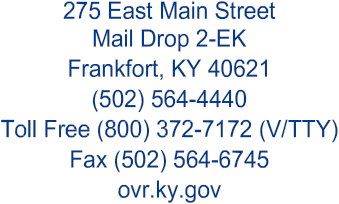 275 East Main Street
Mail Drop 2-EK
Frankfort, KY 40621
(502) 564-4440
Toll Free (800) 372-7172 (V/TTY)
Fax (502) 564-6745
ovr.ky.gov